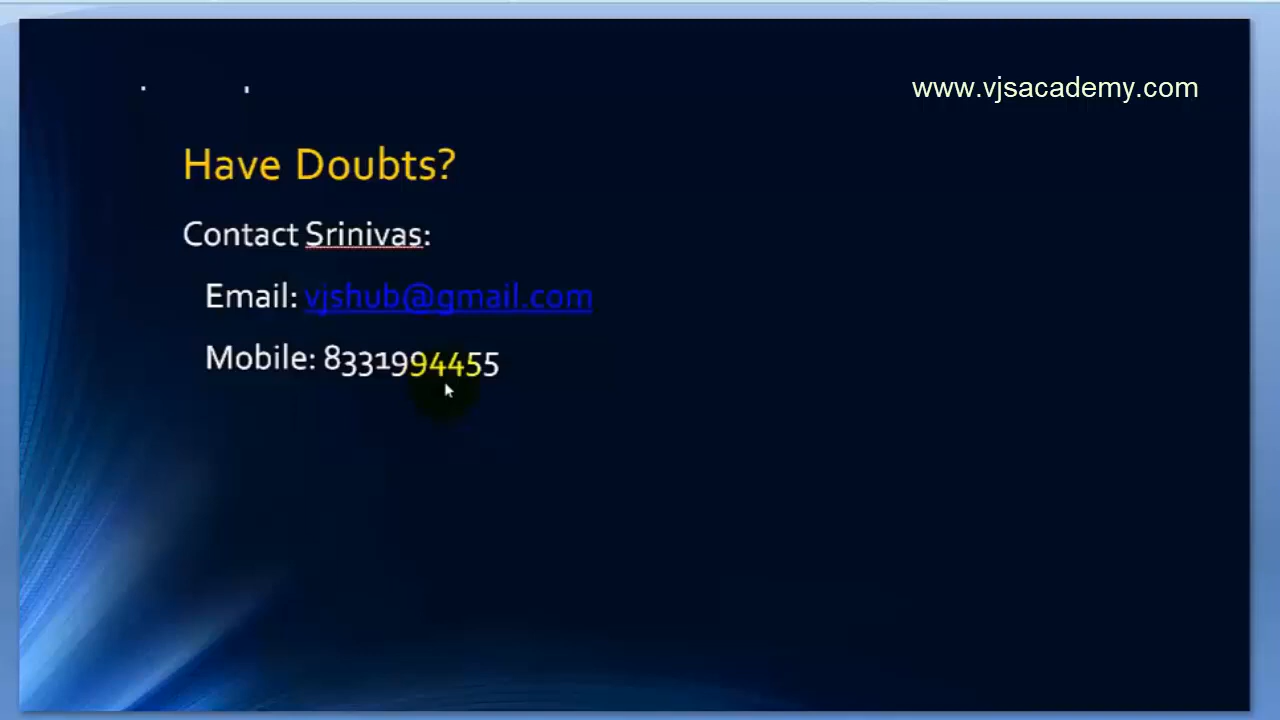 www.vjsacademy.com
Have Doubts?
Contact Srinivas:
Email: vjshub@gmail.com
Mobile: 8331994455